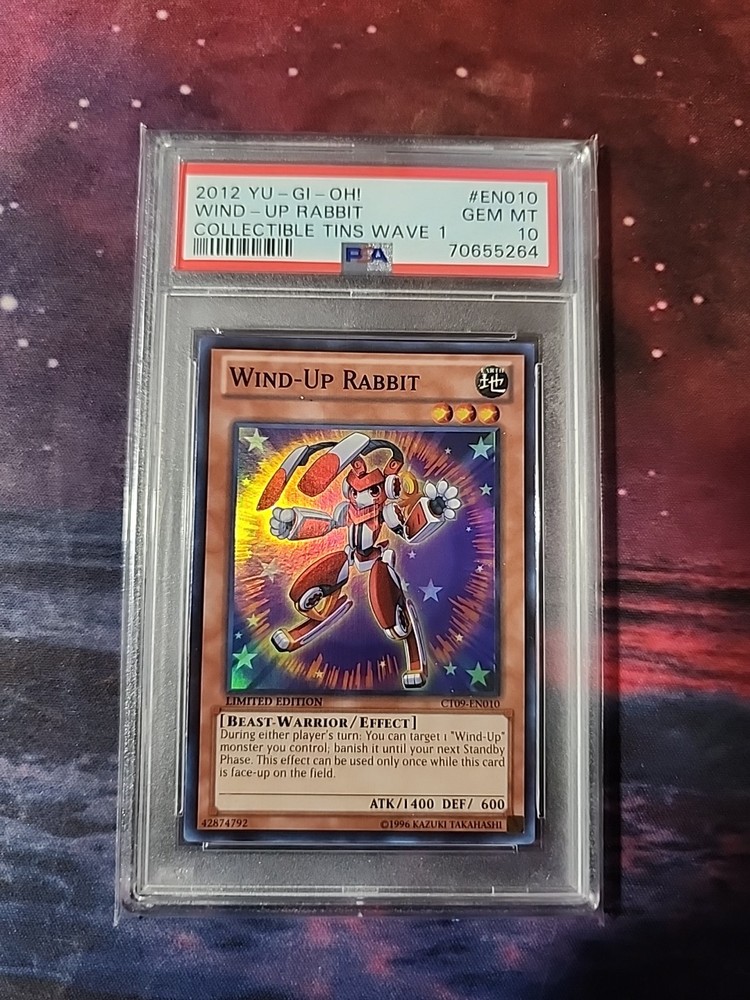 2012 YU-GI-OH! #EN010
WIND-UP RABBIT GEM MT
COLLECTIBLE TINS WAVE 1 10
PSA 70655264
WIND-UP RABBIT
EARTH
地
LIMITED EDITION CT09-EN010
[BEAST-WARRIOR/EFFECT]
During either player's turn: You can target 1 "Wind-Up"
monster you control; banish it until your next Standby
Phase. This effect can be used only once while this card
is face-up on the field.
ATK/1400 DEF/ 600
42874792 ©1996 KAZUKI TAKAHASHI